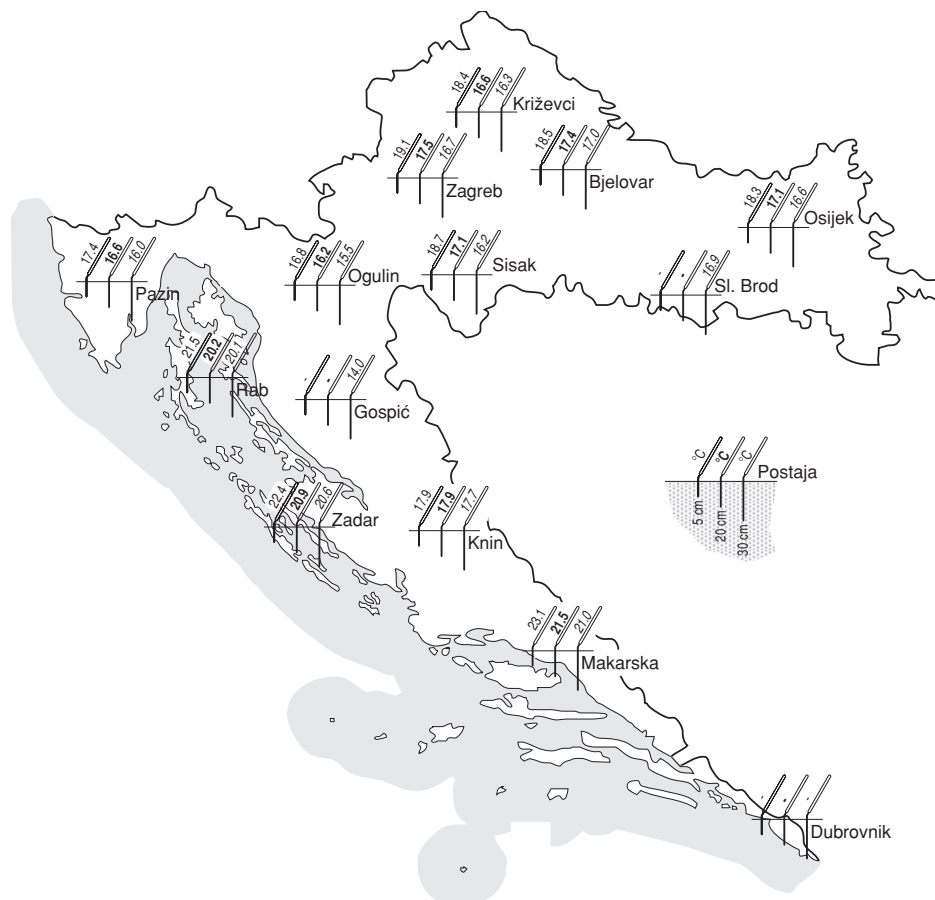 18.4 16.6 16.3
Križevci
19.1 17.5 16.7
Zagreb
18.5 17.4 17.0
Bjelovar
18.3 17.1 16.6
Osijek
17.4 16.6 16.0
Pazin
16.8 16.2 15.5
Ogulin
18.7 17.1 16.2
Sisak
- - 16.9
Sl. Brod
21.5 20.2 20.1
Rab
- - 14.0
Gospić
°C °C °C
Postaja
5 cm
20 cm
30 cm
22.4 20.9 20.6
Zadar
17.9 17.9 17.7
Knin
23.1 21.5 21.0
Makarska
- - -
Dubrovnik